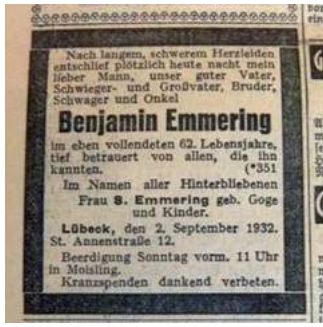 Nach langem, schwerem Herzleiden
entschlief plötzlich heute nacht mein
lieber Mann, unser guter Vater,
Schwieger- und Großvater, Bruder,
Schwager und Onkel
Benjamin Emmering
im eben vollendeten 62. Lebensjahre,
tief betrauert von allen, die ihn
kannten. (*351
Im Namen aller Hinterbliebenen
Frau S. Emmering geb. Goge
und Kinder.
Lübeck, den 2. September 1932.
St. Annenstraße 12.
Beerdigung Sonntag vorm. 11 Uhr
in Moisling.
Kranzspenden dankend verbeten.